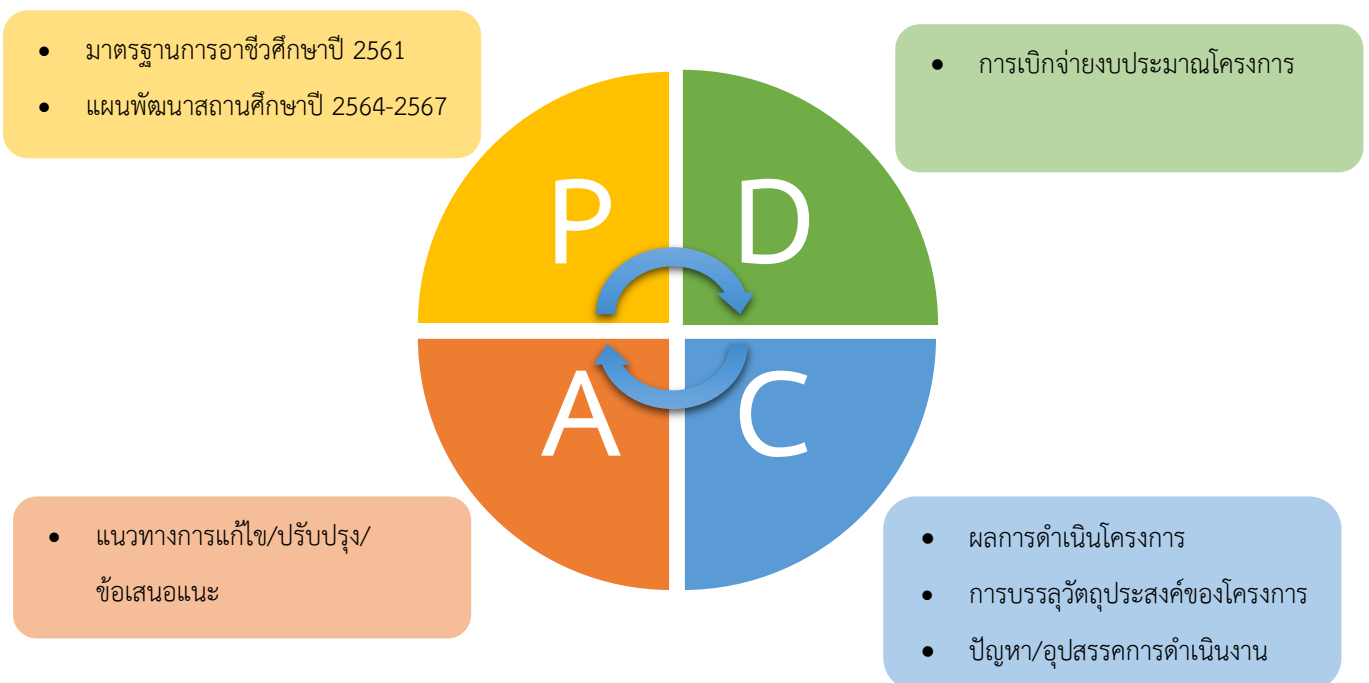 • มาตรฐานการอาชีวศึกษาปี 2561
• แผนพัฒนาสถานศึกษาปี 2564-2567
• การเบิกจ่ายงบประมาณโครงการ
P
D
A
C
• แนวทางการแก้ไข/ปรับปรุง/
ข้อเสนอแนะ
• ผลการดำเนินโครงการ
• การบรรลุวัตถุประสงค์ของโครงการ
• ปัญหา/อุปสรรคการดำเนินงาน